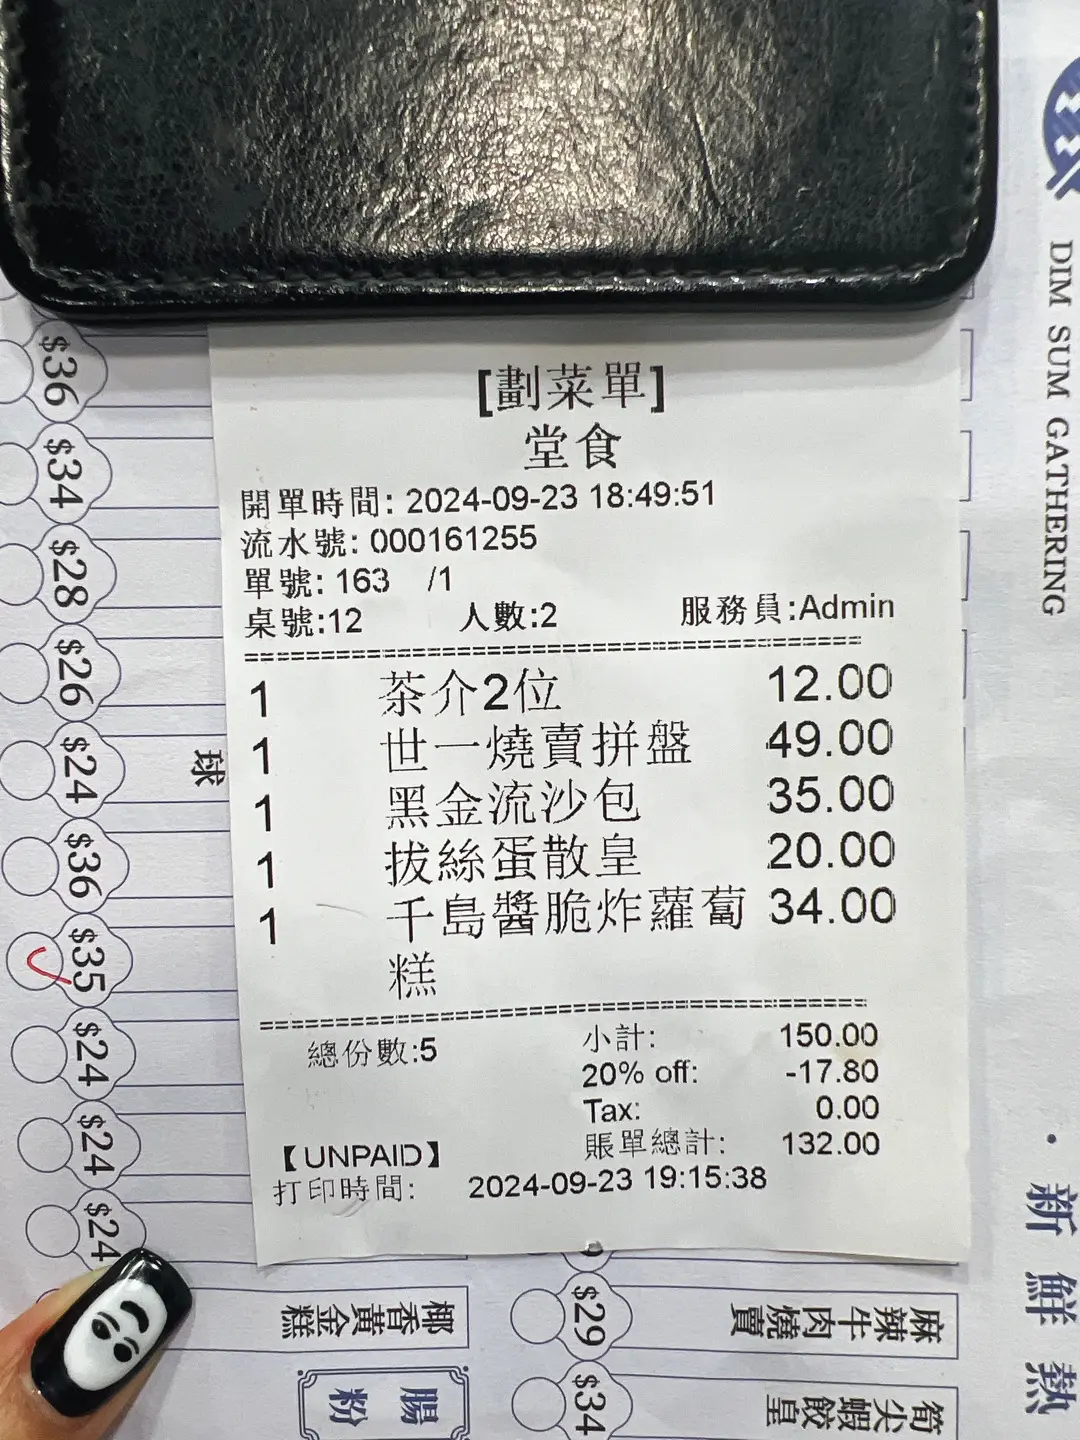 [劃菜單]
堂食
開單時間: 2024-09-23 18:49:51
流水號: 000161255
單號: 163 /1
桌號:12 人數:2 服務員:Admin
1 茶介2位 12.00
1 世一燒賣拼盤 49.00
1 黑金流沙包 35.00
1 拔絲蛋散皇 20.00
1 千島醬脆炸蘿蔔 34.00
糕
總份數:5 小計: 150.00
20% off: -17.80
Tax: 0.00
【UNPAID】 賬單總計: 132.00
打印時間: 2024-09-23 19:15:38
DIM SUM GATHERING
·新鮮熱
$36
$34
$28
$26
$24
球
$36
$35
$24
$24
$24
椰香黃金糕
腸粉
$29
麻辣牛肉燒賣
$34
筍尖蝦餃皇